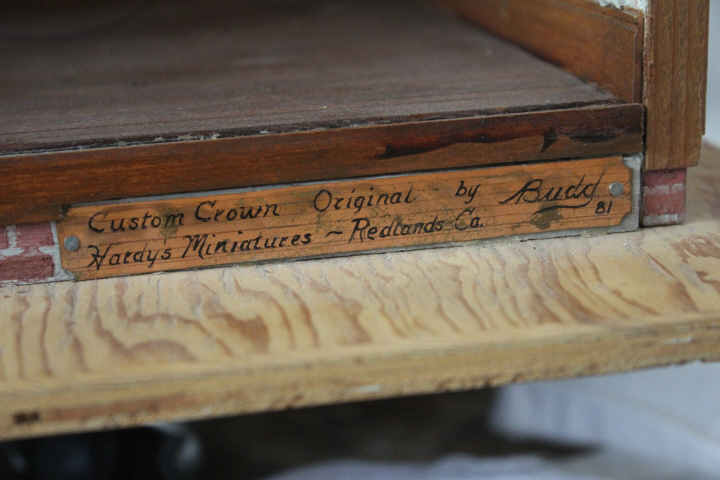 Custom Crown Original by Budd 81
Hardy's Miniatures ~ Redlands Ca.